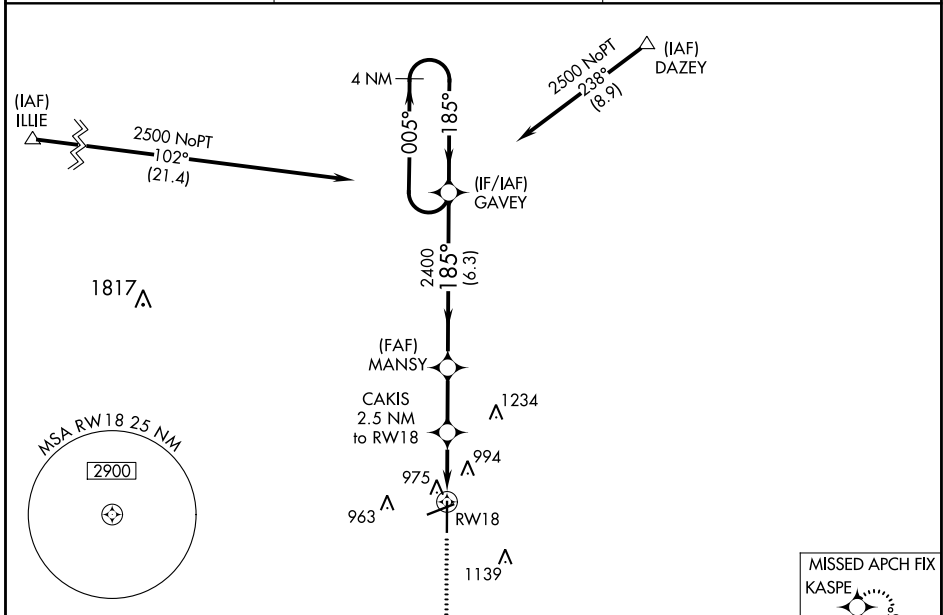 (IAF)
DAZEY
2500 NoPT
238°
(8.9)
4 NM
005°
185°
(IAF)
ILLIE
2500 NoPT
102°
(21.4)
(IF/IAF)
GAVEY
2400
185°
(6.3)
1817
(FAF)
MANSY
CAKIS
2.5 NM
to RW18
1234
MSA RW18 25 NM
2900
994
975
963
RW18
1139
MISSED APCH FIX
KASPE